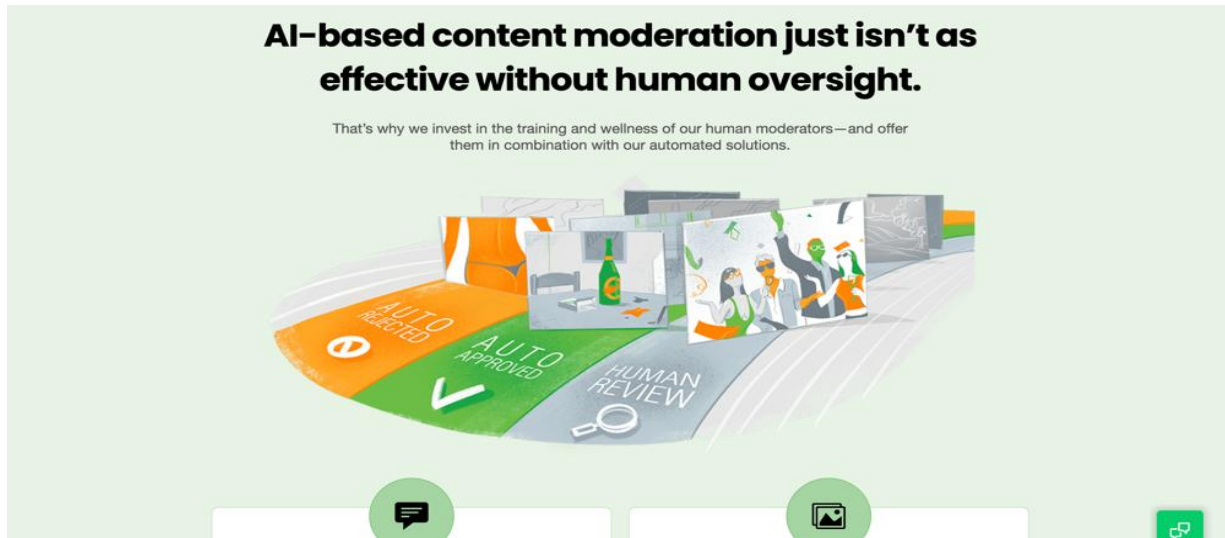 AI-based content moderation just isn't as
effective without human oversight.
That's why we invest in the training and wellness of our human moderators—and offer
them in combination with our automated solutions.
AUTO
REJECTED
AUTO
APPROVED
HUMAN
REVIEW